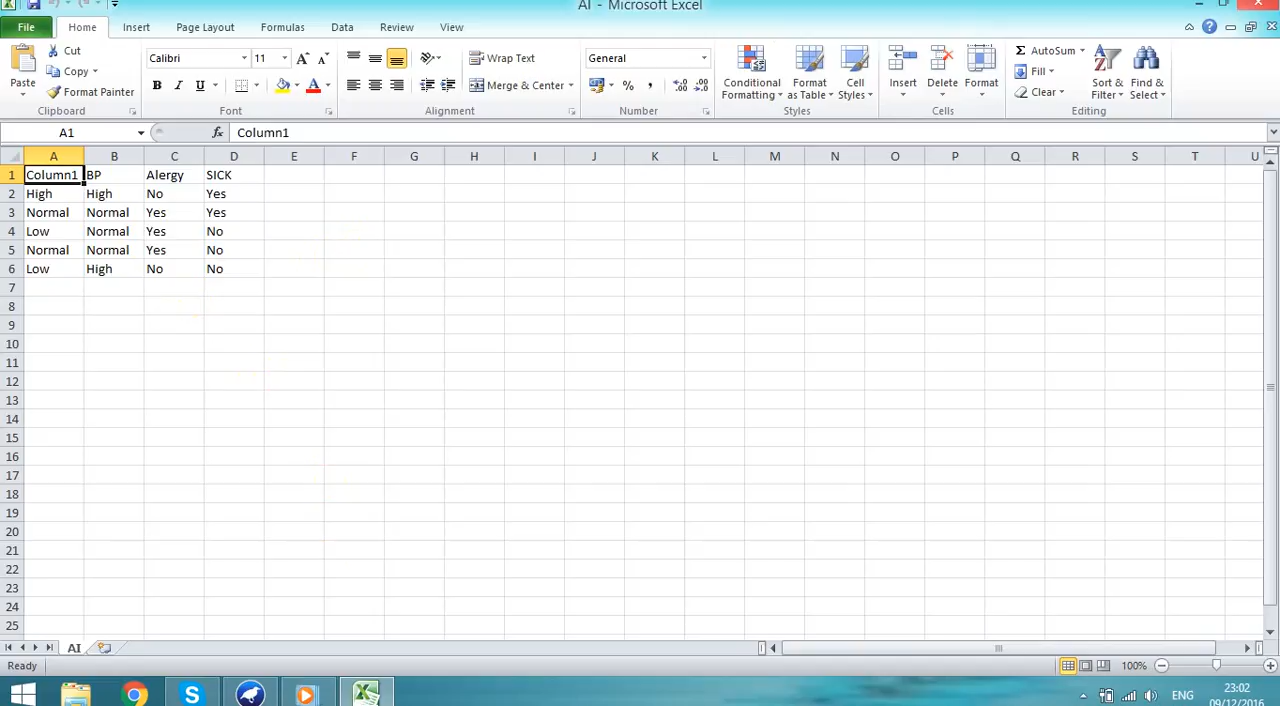 AI - Microsoft Excel
File Home Insert Page Layout Formulas Data Review View
Cut Calibri 11 Wrap Text General AutoSum
Paste Copy Conditional Formatting Format as Table Cell Styles Insert Delete Format Fill Sort & Filter Find & Select
Format Painter B I U A Merge & Center % , Clear
Clipboard Font Alignment Number Styles Cells Editing
A1 fx Column1
A B C D E F G H I J K L M N O P Q R S T U
1 Column1 BP Alergy SICK
2 High High No Yes
3 Normal Normal Yes Yes
4 Low Normal Yes No
5 Normal Normal Yes No
6 Low High No No
7
8
9
10
11
12
13
14
15
16
17
18
19
20
21
22
23
24
25
AI
Ready 100%
ENG 23:02
09/12/2016